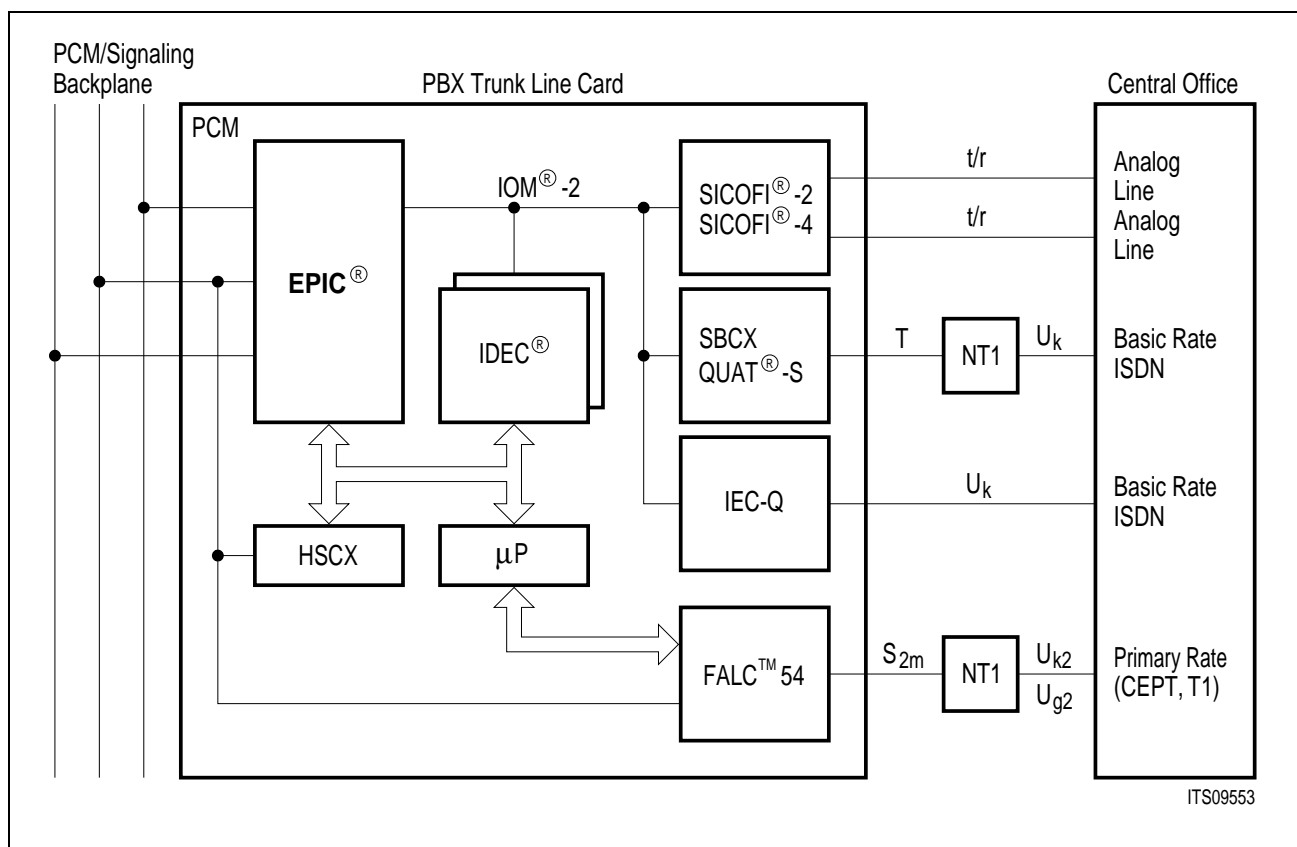 PCM/Signaling
Backplane
PBX Trunk Line Card
Central Office
PCM
IOM®-2
EPIC®
IDEC®
SICOFI®-2
SICOFI®-4
t/r
t/r
Analog
Line
Analog
Line
SBCX
QUAT®-S
T
NT1
Uk
Basic Rate
ISDN
IEC-Q
Uk
Basic Rate
ISDN
HSCX
µP
FALC™ 54
S2m
NT1
Uk2
Ug2
Primary Rate
(CEPT, T1)
ITS09553